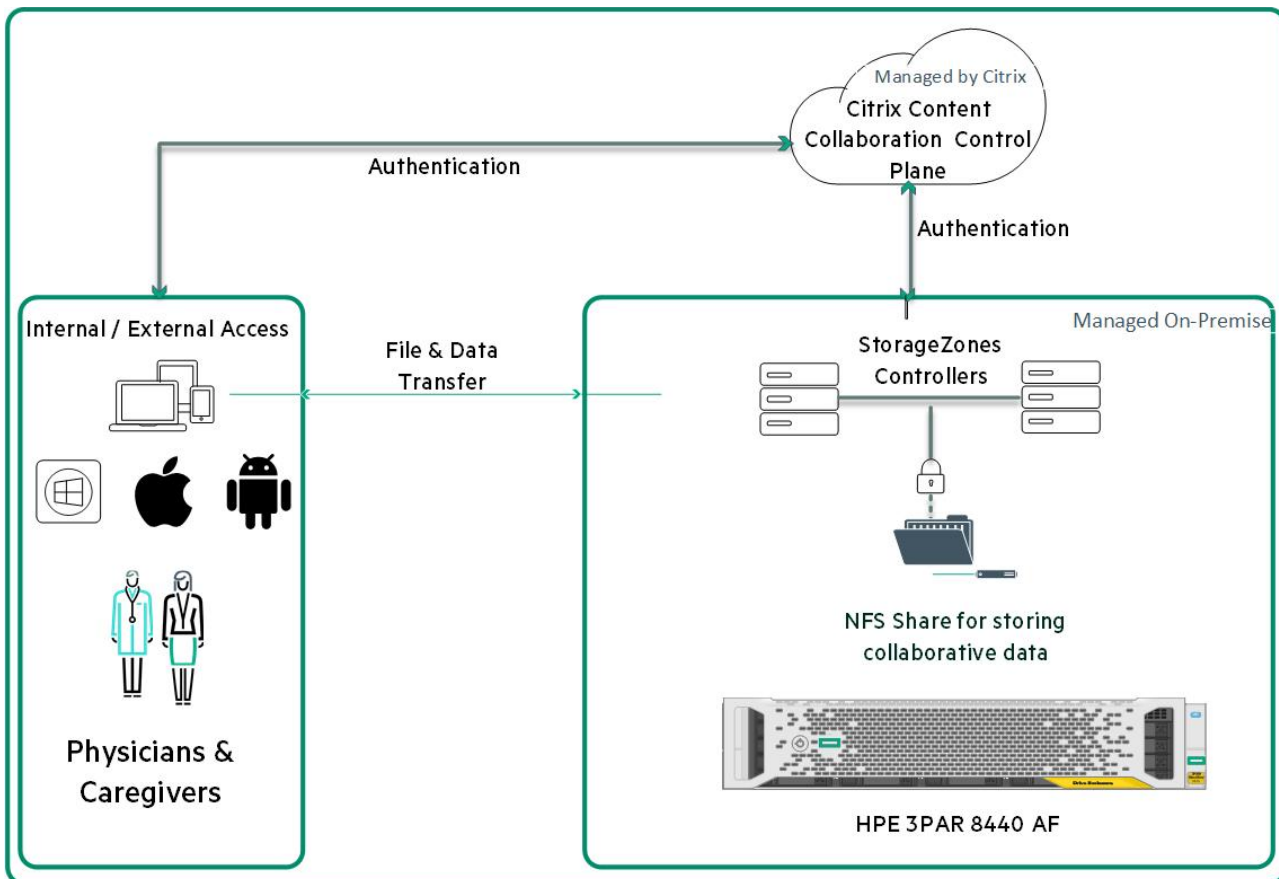 Managed by Citrix
Citrix Content
Collaboration Control
Plane
Authentication
Authentication
Internal / External Access
File & Data
Transfer
Managed On-Premise
StorageZones
Controllers
NFS Share for storing
collaborative data
Physicians &
Caregivers
HPE 3PAR 8440 AF